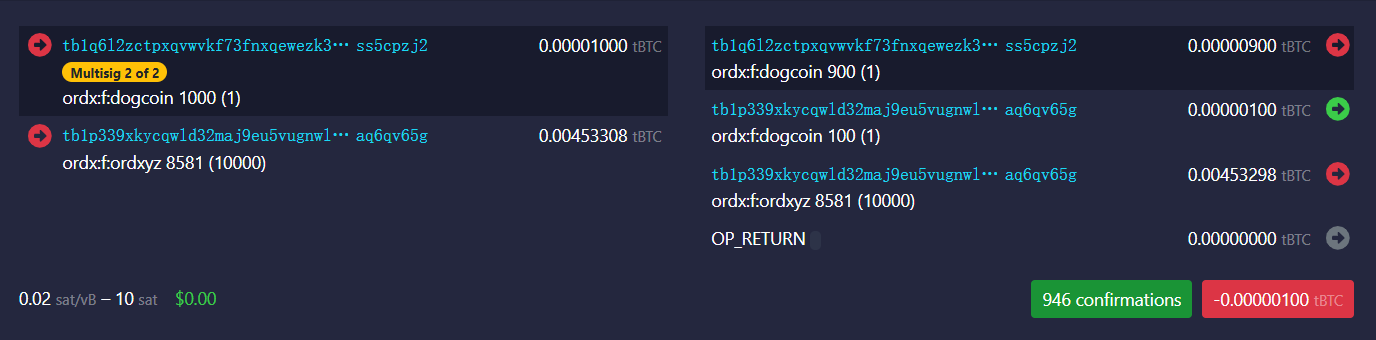 tb1q6l2zctpxqvwvkf73fnxqewezk3··· ss5cpzj2 0.00001000 tBTC
Multisig 2 of 2
ordx:f:dogcoin 1000 (1)
tb1p339xkycqwld32maj9eu5vugnwl··· aq6qv65g 0.00453308 tBTC
ordx:f:ordxyz 8581 (10000)
tb1q6l2zctpxqvwvkf73fnxqewezk3··· ss5cpzj2 0.00000900 tBTC
ordx:f:dogcoin 900 (1)
tb1p339xkycqwld32maj9eu5vugnwl··· aq6qv65g 0.00000100 tBTC
ordx:f:dogcoin 100 (1)
tb1p339xkycqwld32maj9eu5vugnwl··· aq6qv65g 0.00453298 tBTC
ordx:f:ordxyz 8581 (10000)
OP_RETURN 0.00000000 tBTC
0.02 sat/vB – 10 sat $0.00
946 confirmations -0.00000100 tBTC